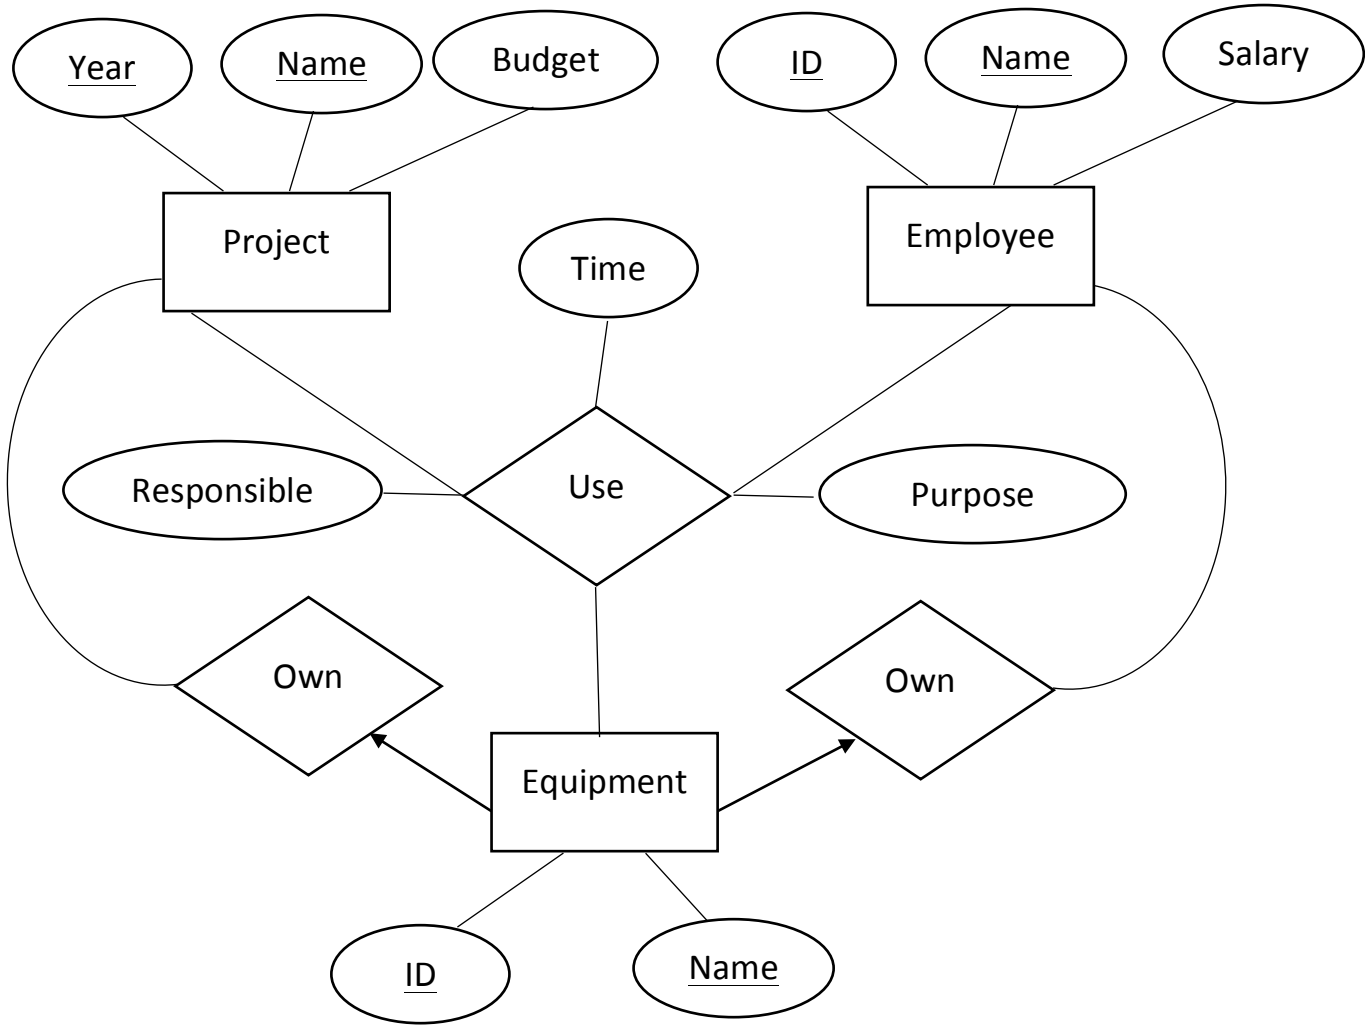 Year
Name
Budget
ID
Name
Salary
Project
Employee
Time
Responsible
Use
Purpose
Own
Own
Equipment
ID
Name